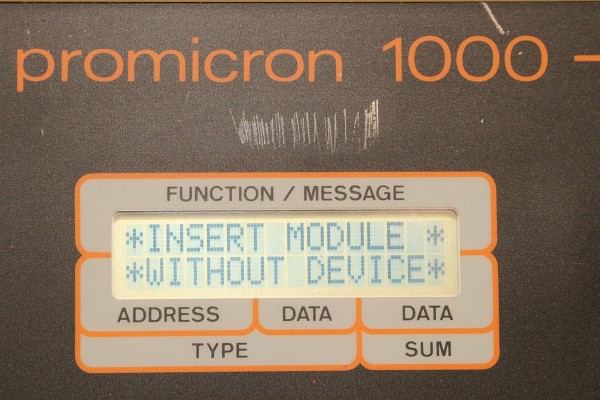 promicron 1000 -
FUNCTION / MESSAGE
*INSERT MODULE *
*WITHOUT DEVICE*
ADDRESS DATA DATA
TYPE SUM